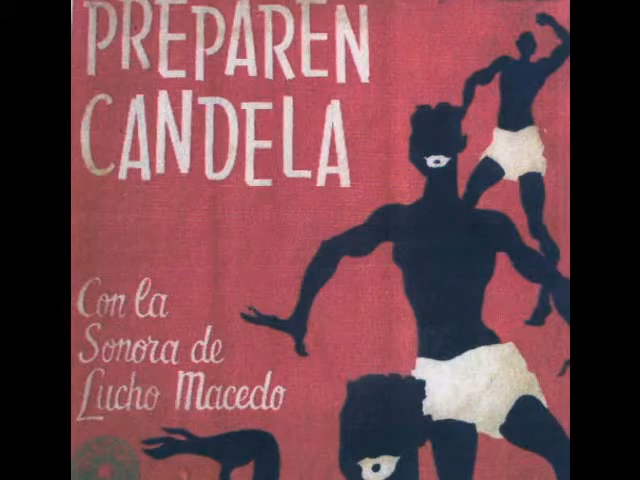 PREPAREN
CANDELA
Con la
Sonora de
Lucho Macedo